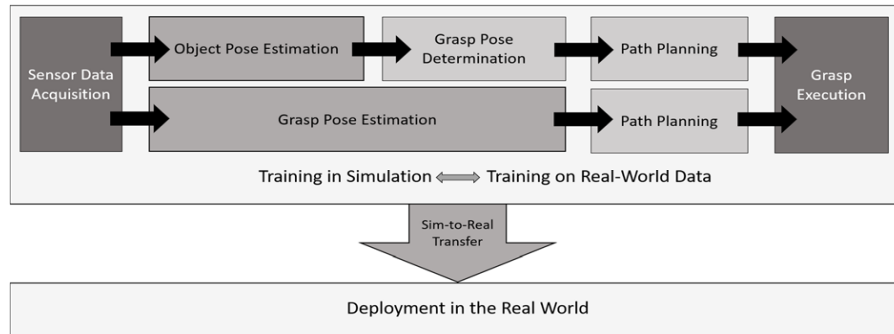 Sensor Data
Acquisition
Object Pose Estimation
Grasp Pose
Determination
Path Planning
Grasp
Execution
Grasp Pose Estimation
Path Planning
Training in Simulation
Training on Real-World Data
Sim-to-Real
Transfer
Deployment in the Real World